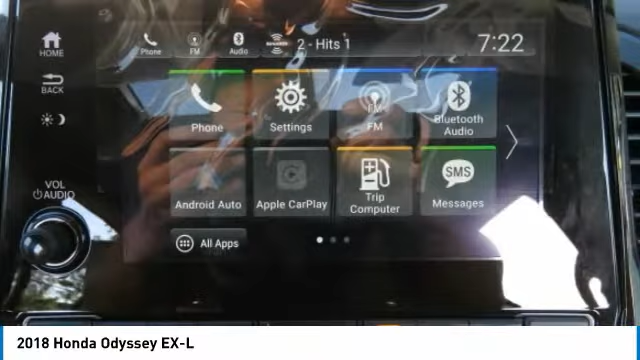 HOME
Phone
FM
Audio
2 - Hits 1
7:22
BACK
Phone
Settings
FM
Bluetooth
Audio
Android Auto
Apple CarPlay
Trip
Computer
SMS
Messages
VOL
AUDIO
All Apps
2018 Honda Odyssey EX-L